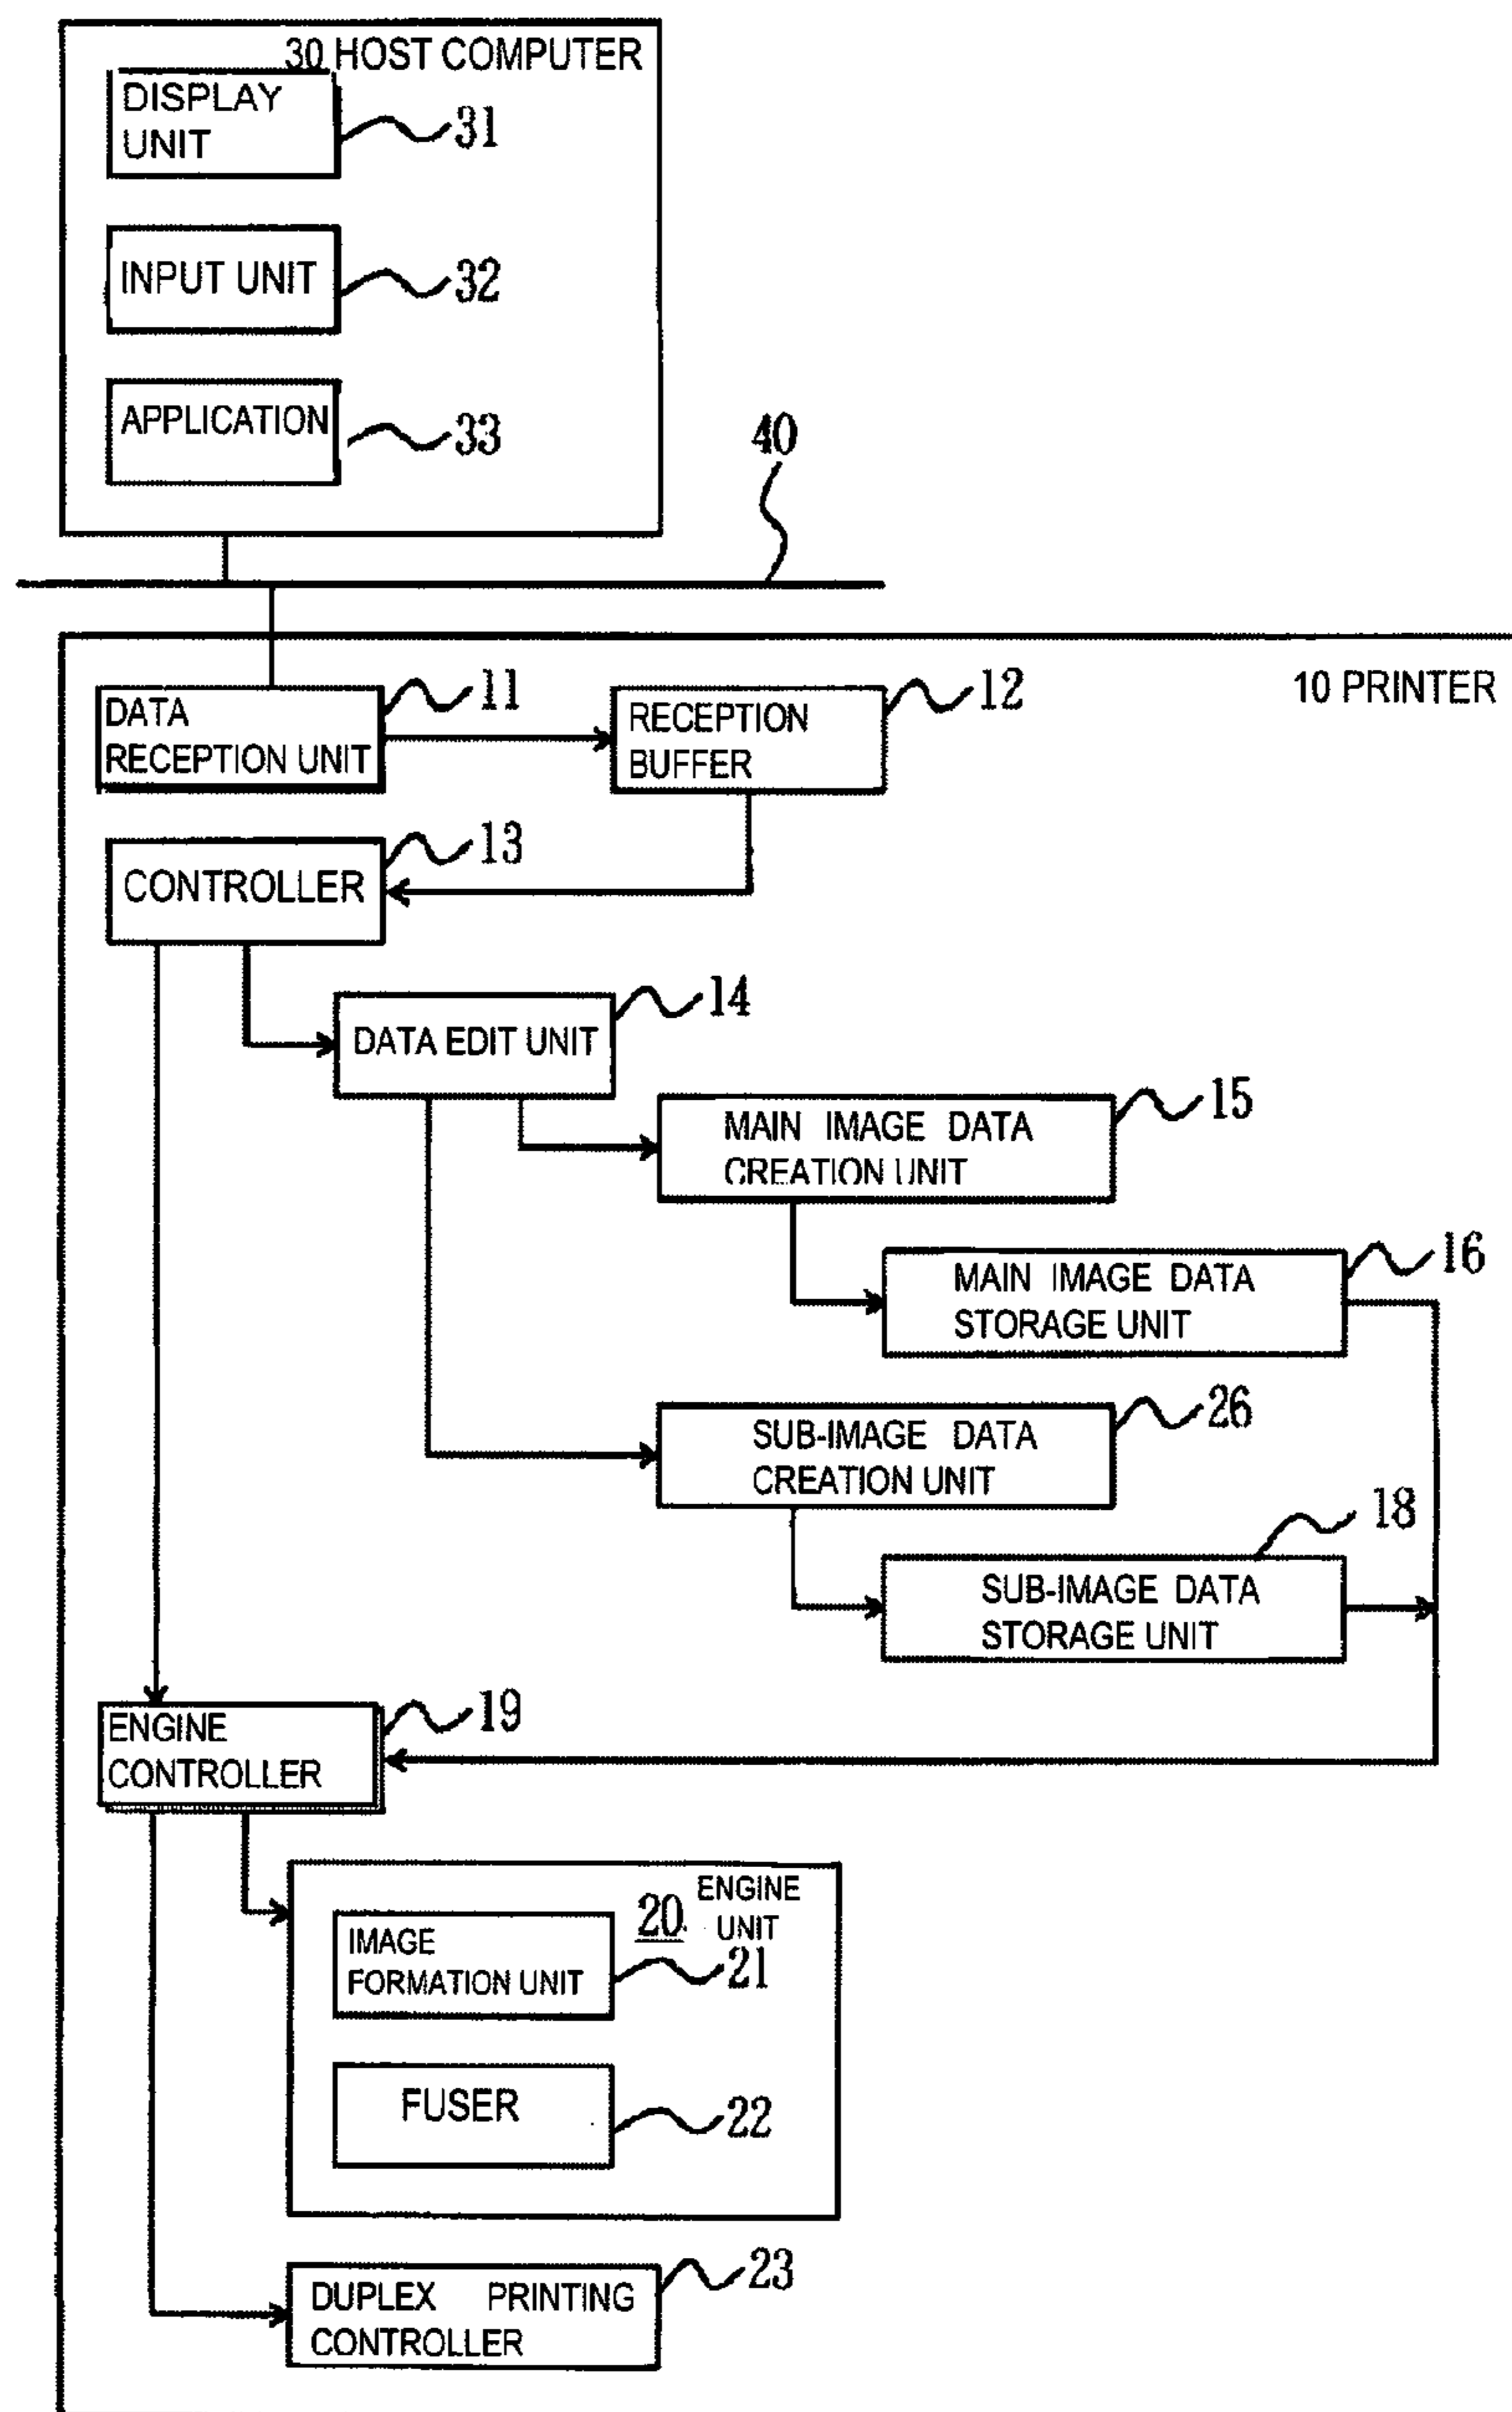 30 HOST COMPUTER
DISPLAY
UNIT
31
INPUT UNIT
32
APPLICATION
33
40
10 PRINTER
DATA
RECEPTION UNIT
11
RECEPTION
BUFFER
12
CONTROLLER
13
DATA EDIT UNIT
14
MAIN IMAGE DATA
CREATION UNIT
15
MAIN IMAGE DATA
STORAGE UNIT
16
SUB-IMAGE DATA
CREATION UNIT
26
SUB-IMAGE DATA
STORAGE UNIT
18
ENGINE
CONTROLLER
19
ENGINE
UNIT
20
IMAGE
FORMATION UNIT
21
FUSER
22
DUPLEX PRINTING
CONTROLLER
23